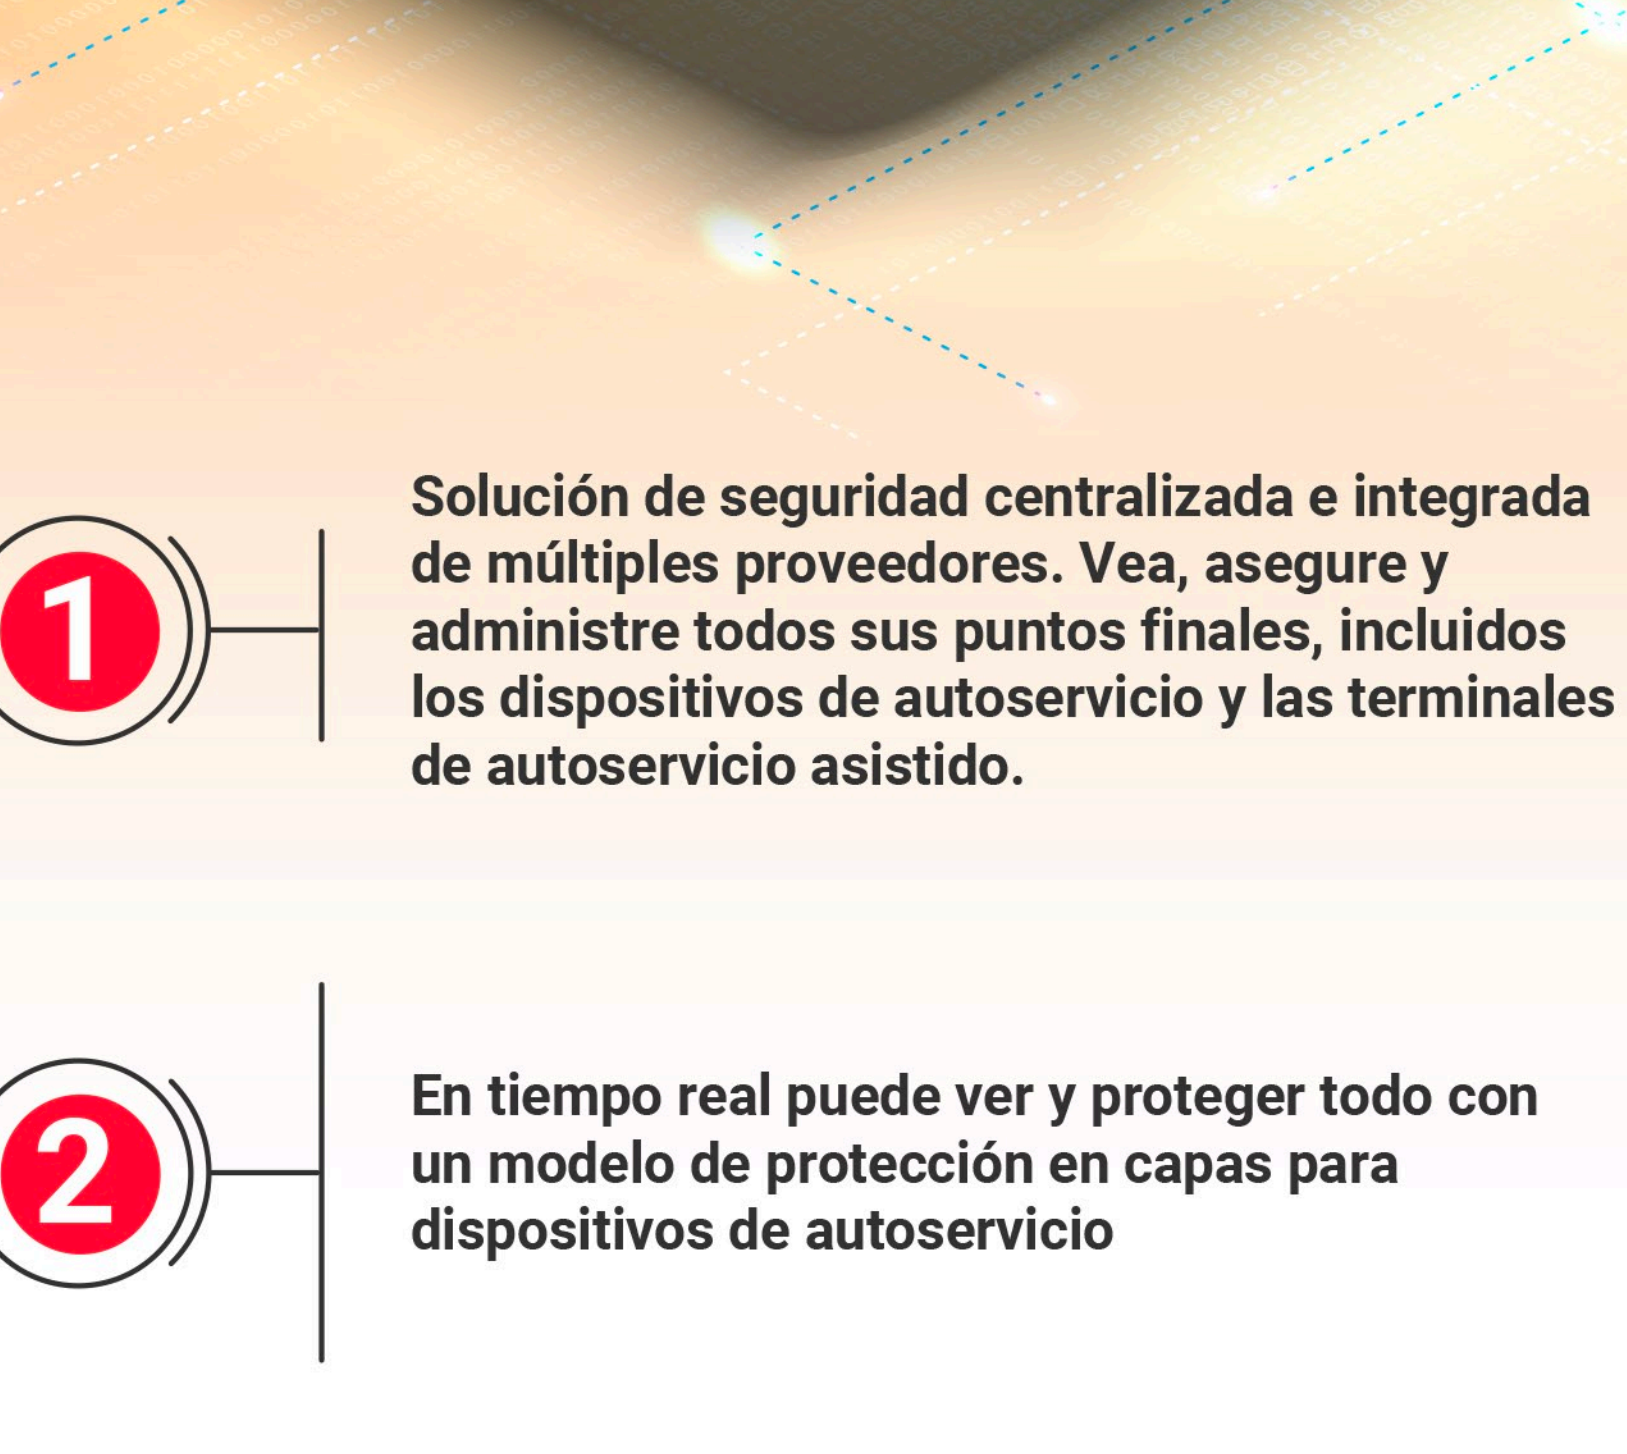 1
Solución de seguridad centralizada e integrada
de múltiples proveedores. Vea, asegure y
administre todos sus puntos finales, incluidos
los dispositivos de autoservicio y las terminales
de autoservicio asistido.
2
En tiempo real puede ver y proteger todo con
un modelo de protección en capas para
dispositivos de autoservicio